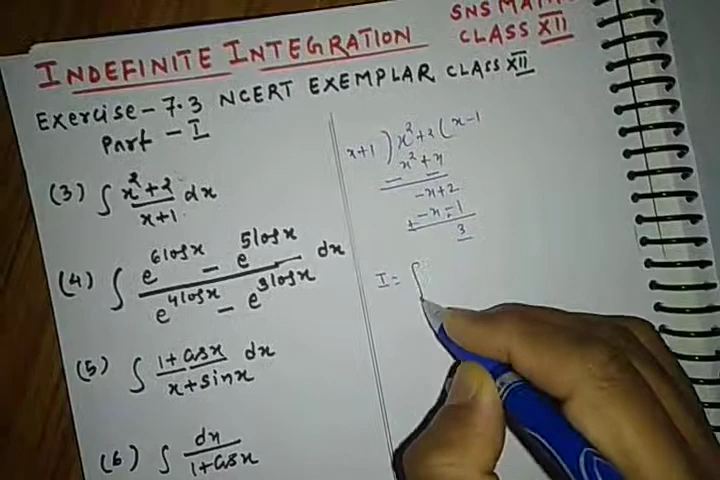 SNS MATH
CLASS XII
INDEFINITE INTEGRATION
Exercise - 7.3 NCERT EXEMPLAR CLASS XII
Part - I
(3) ∫ (x²+2)/(x+1) dx
(4) ∫ (e^(6logx) - e^(5logx))/(e^(4logx) - e^(3logx)) dx
(5) ∫ (1+cosx)/(x+sinx) dx
(6) ∫ dx/(1+cosx)
x+1 ) x²+2 ( x-1
x²+x
- -
-x+2
-x-1
+ +
3
I = ∫